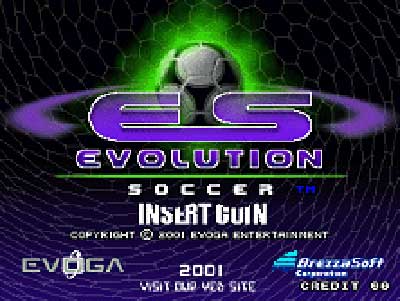 ES
EVOLUTION
SOCCER TM
INSERT COIN
COPYRIGHT © 2001 EVOGA ENTERTAINMENT
EVOGA
BrezzaSoft
Corporation
2001
VISIT OUR WEB SITE
CREDIT 00